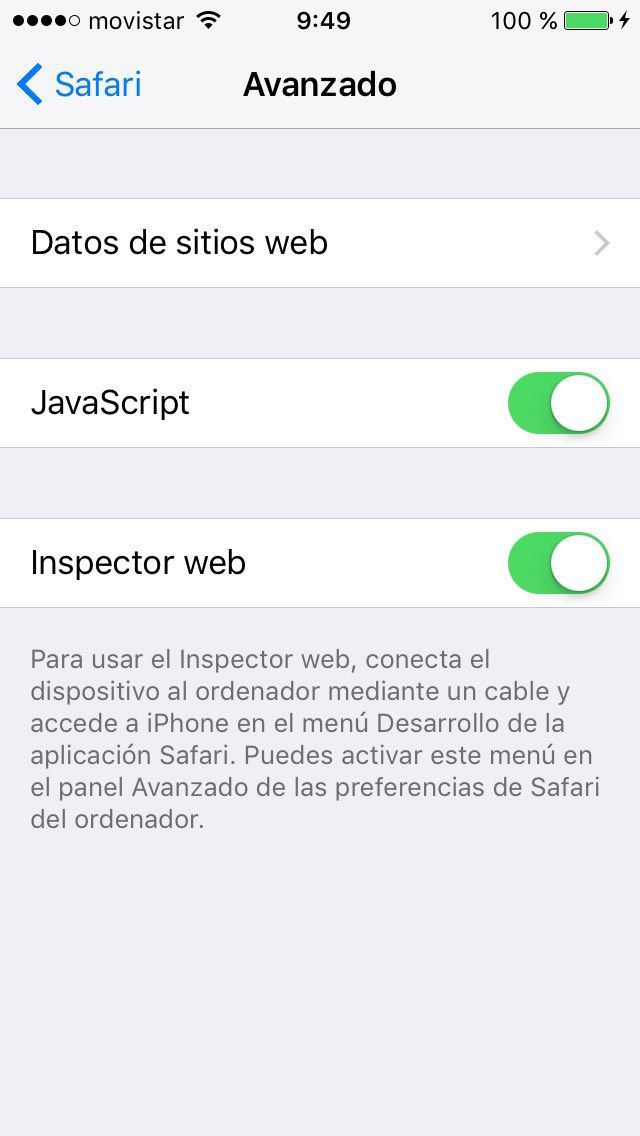 movistar 9:49 100 %
Safari Avanzado
Datos de sitios web
JavaScript
Inspector web
Para usar el Inspector web, conecta el
dispositivo al ordenador mediante un cable y
accede a iPhone en el menú Desarrollo de la
aplicación Safari. Puedes activar este menú en
el panel Avanzado de las preferencias de Safari
del ordenador.